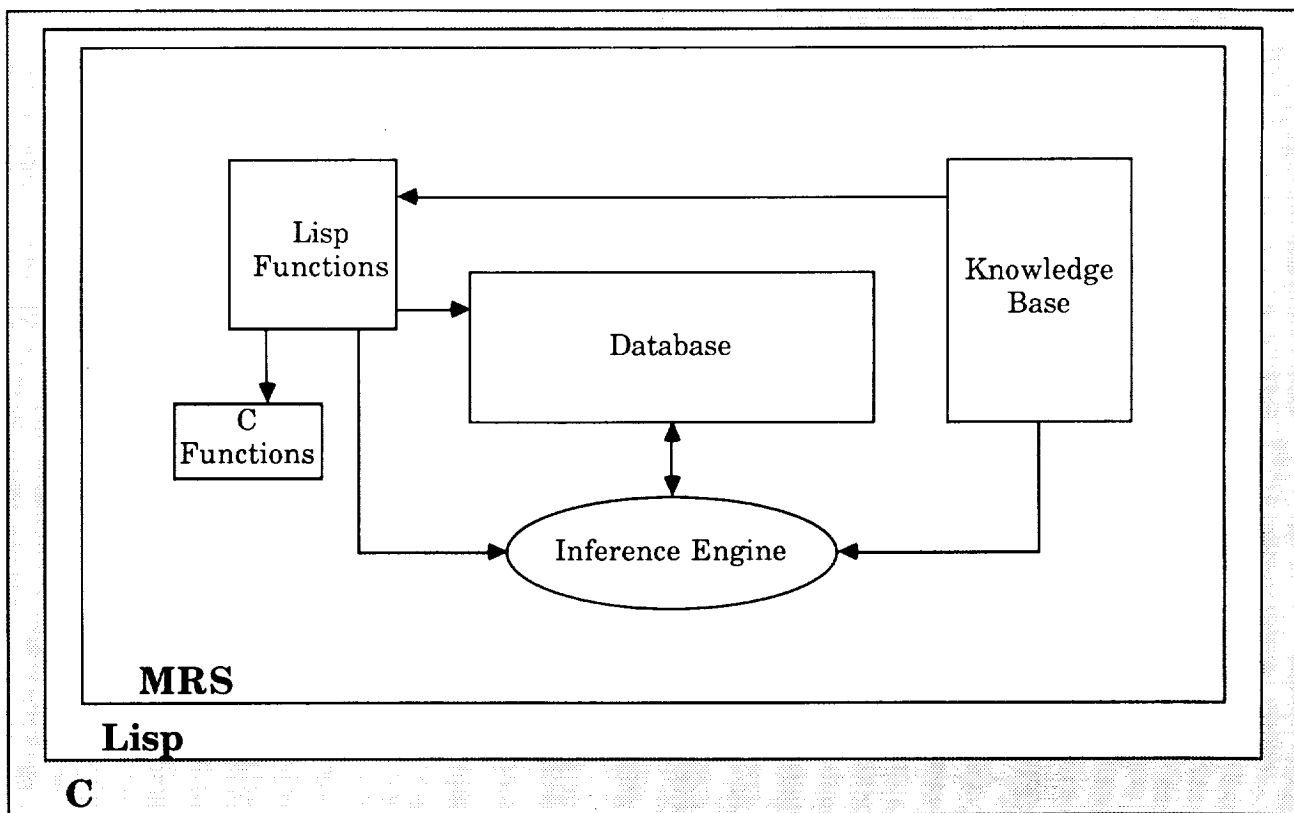 Lisp
Functions
Knowledge
Base
Database
C
Functions
Inference Engine
MRS
Lisp
C